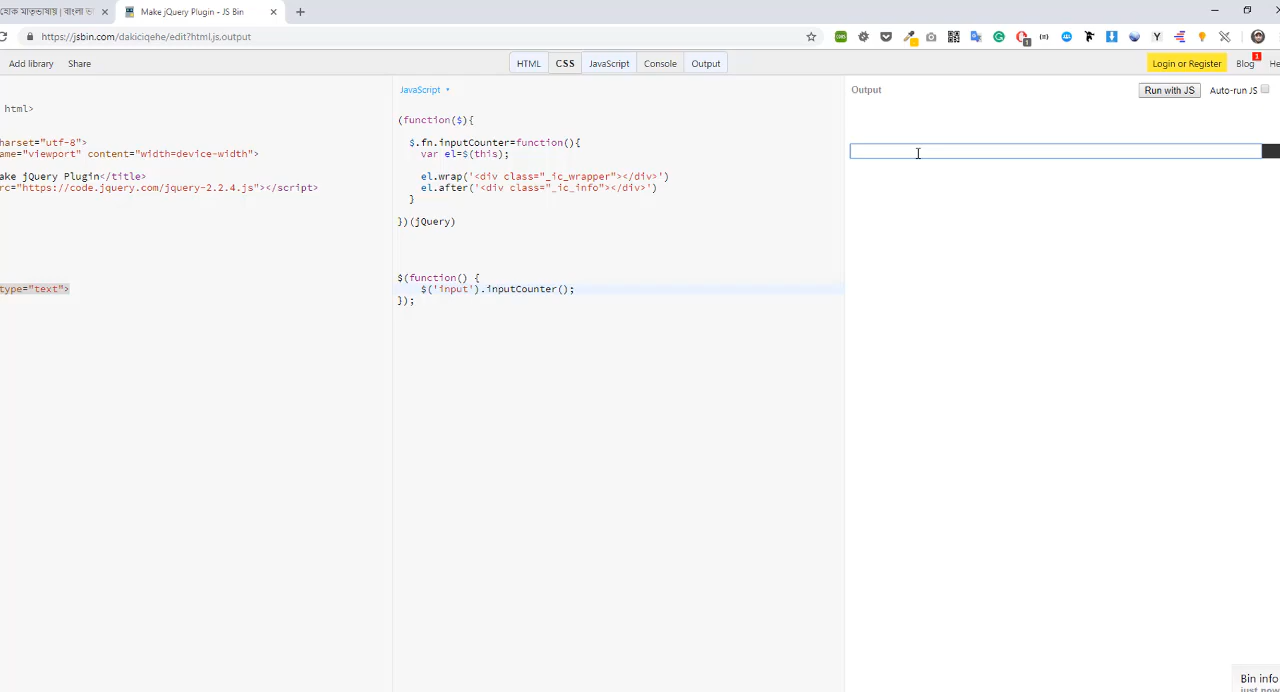 হোক মাতৃভাষায় | বাংলা ভা
Make jQuery Plugin - JS Bin
https://jsbin.com/dakiciqehe/edit?html,js,output
Add library Share
HTML CSS JavaScript Console Output
Login or Register Blog 1 He
html>
harset="utf-8">
ame="viewport" content="width=device-width">
ake jQuery Plugin</title>
rc="https://code.jquery.com/jquery-2.2.4.js"></script>
type="text">
JavaScript
(function($){
$.fn.inputCounter=function(){
var el=$(this);
el.wrap('<div class="_ic_wrapper"></div>')
el.after('<div class="_ic_info"></div>')
}
})(jQuery)
$(function() {
$('input').inputCounter();
});
Output
Run with JS Auto-run JS
Bin info
just now